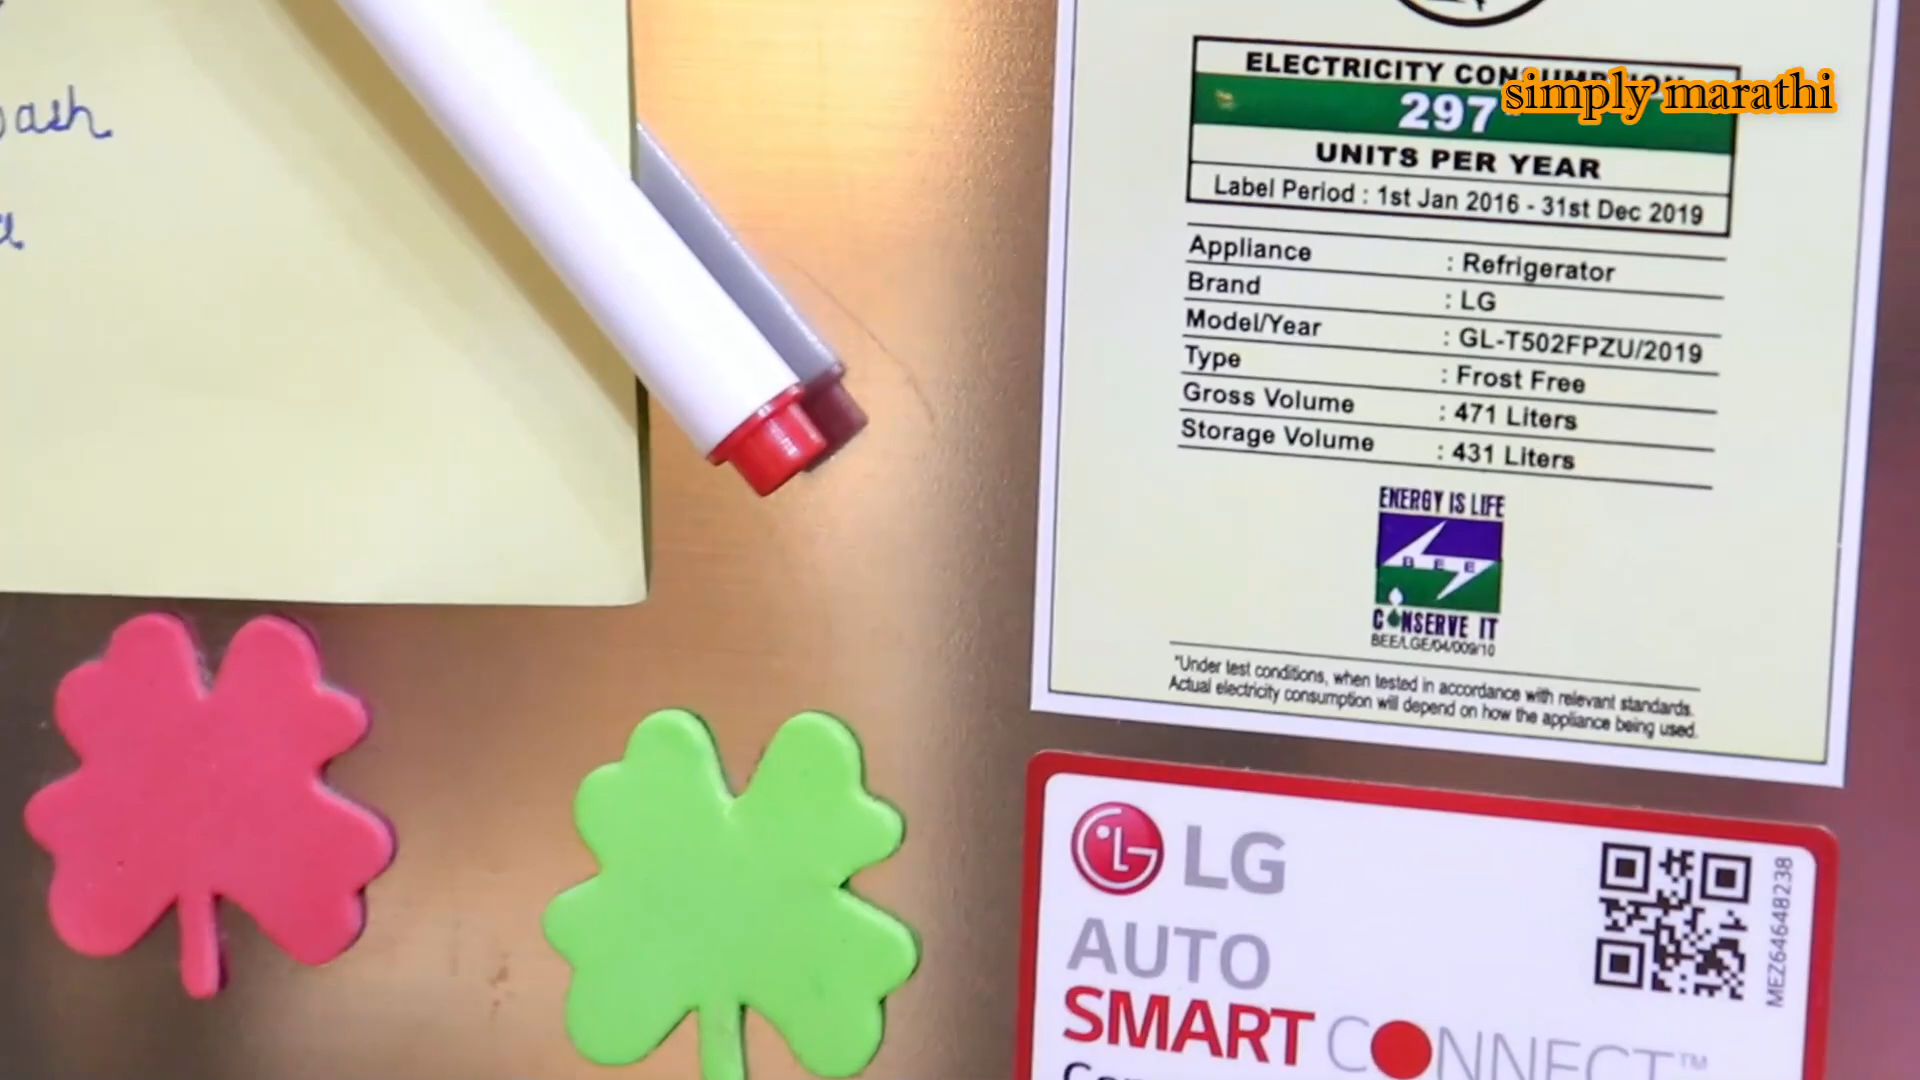 ash
ELECTRICITY CONSUMPTION
simply marathi
297
UNITS PER YEAR
Label Period : 1st Jan 2016 - 31st Dec 2019
Appliance : Refrigerator
Brand : LG
Model/Year : GL-T502FPZU/2019
Type : Frost Free
Gross Volume : 471 Liters
Storage Volume : 431 Liters
ENERGY IS LIFE
BEE
CONSERVE IT
BEE/LGE/04/009/10
*Under test conditions, when tested in accordance with relevant standards.
Actual electricity consumption will depend on how the appliance being used.
LG
AUTO
SMART CONNECT™
MEZ64648238